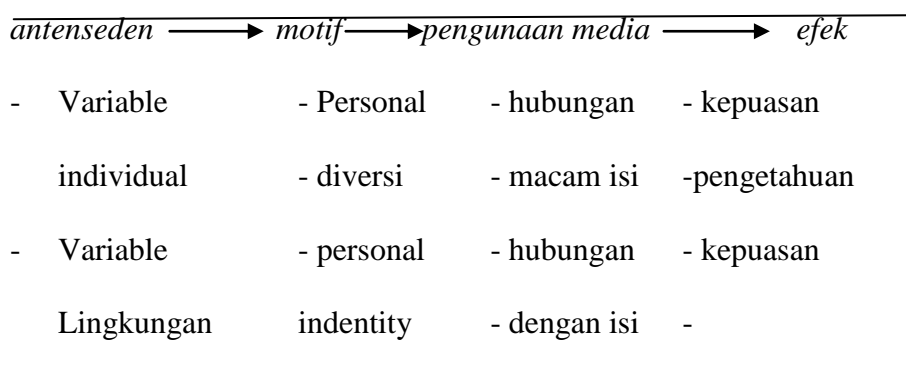 antenseden → motif → pengunaan media → efek
- Variable - Personal - hubungan - kepuasan
individual - diversi - macam isi -pengetahuan
- Variable - personal - hubungan - kepuasan
Lingkungan indentity - dengan isi -